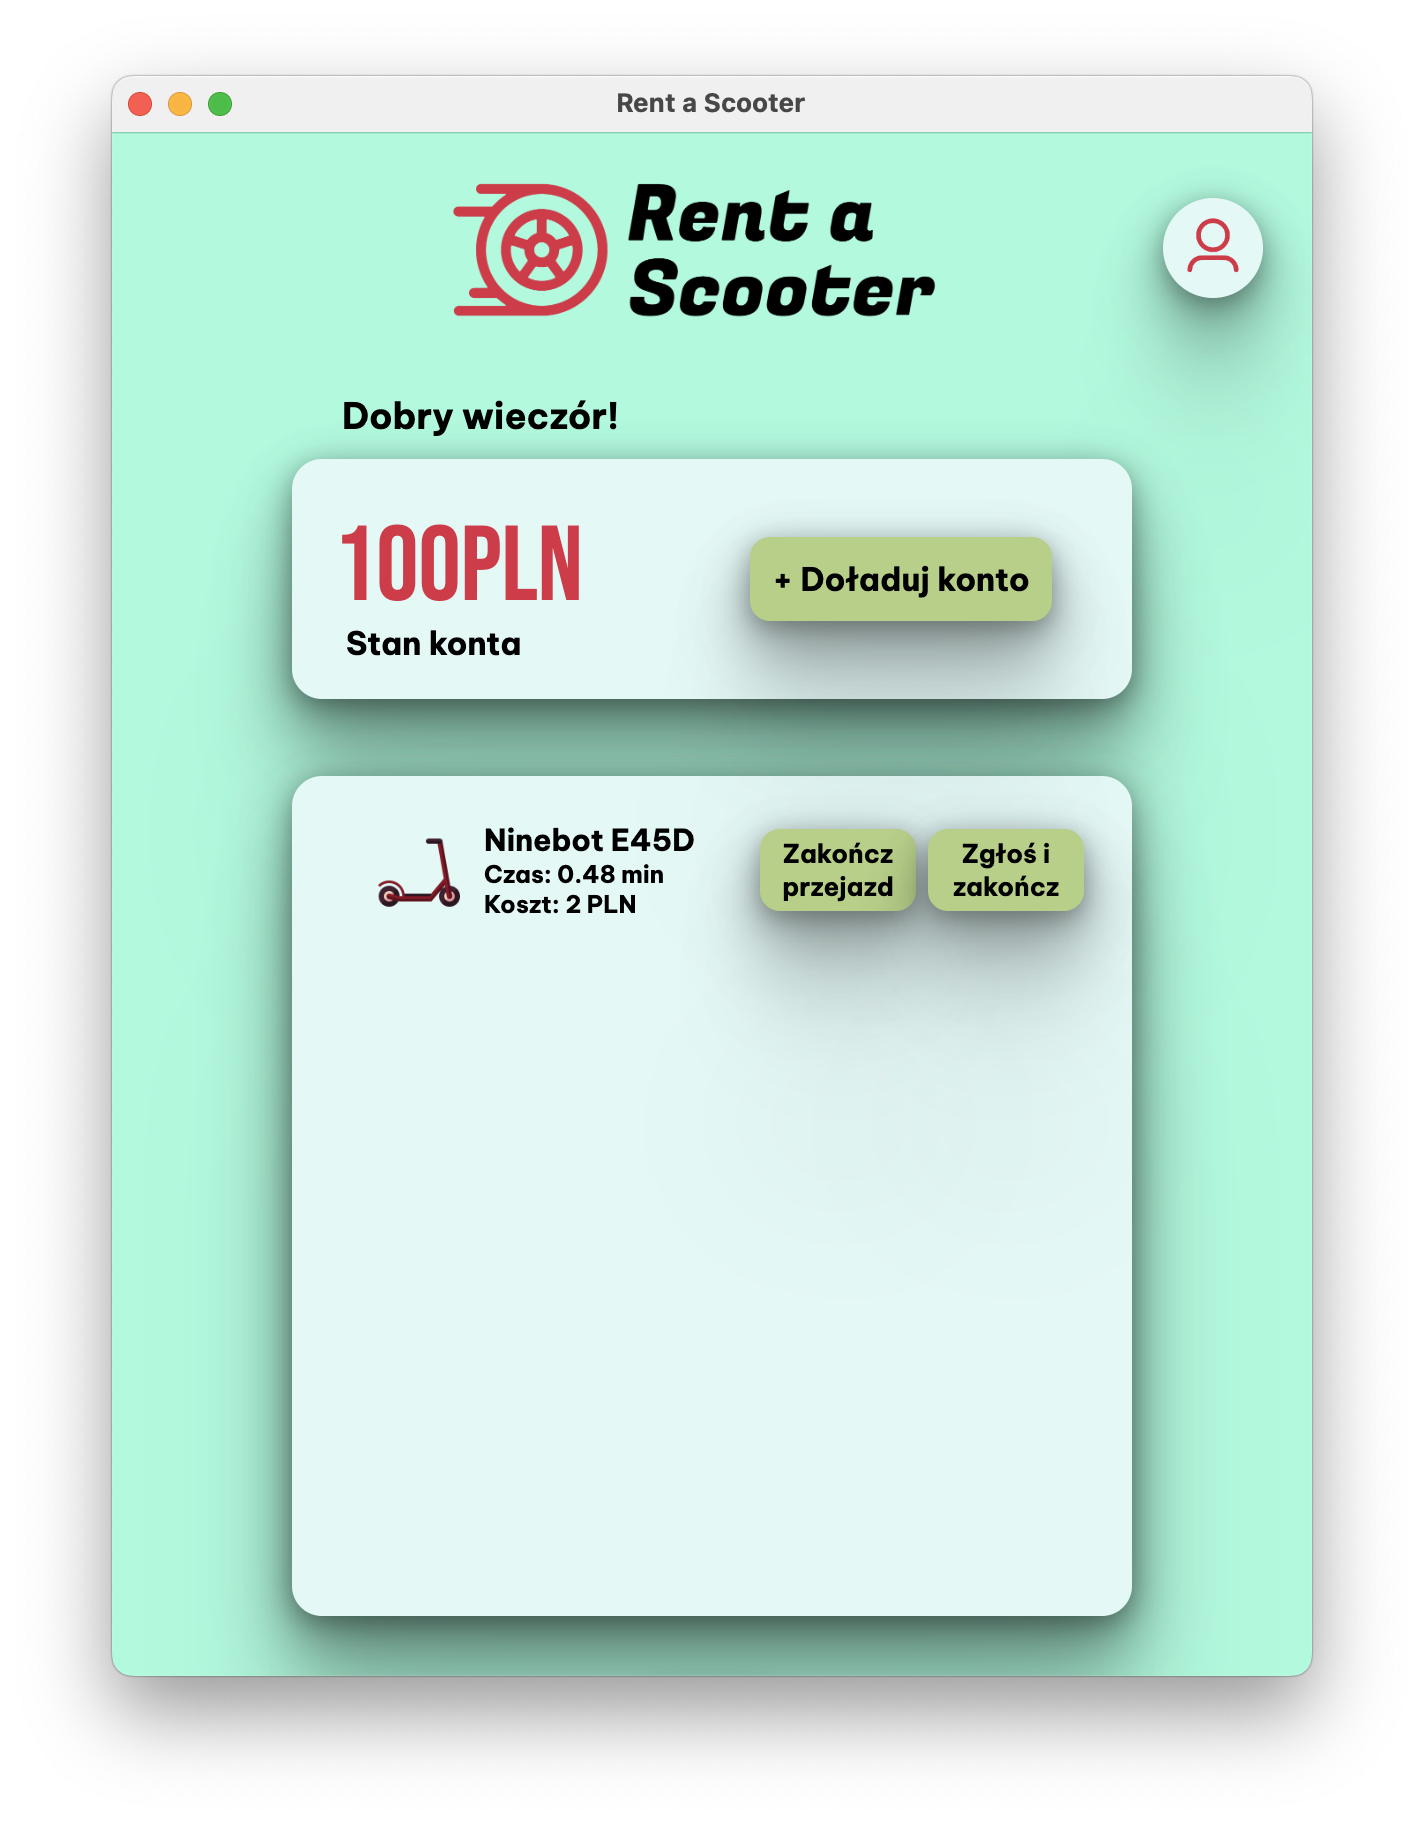 Rent a Scooter
Rent a
Scooter
Dobry wieczór!
100PLN
+ Doładuj konto
Stan konta
Ninebot E45D
Czas: 0.48 min
Koszt: 2 PLN
Zakończ
przejazd
Zgłoś i
zakończ